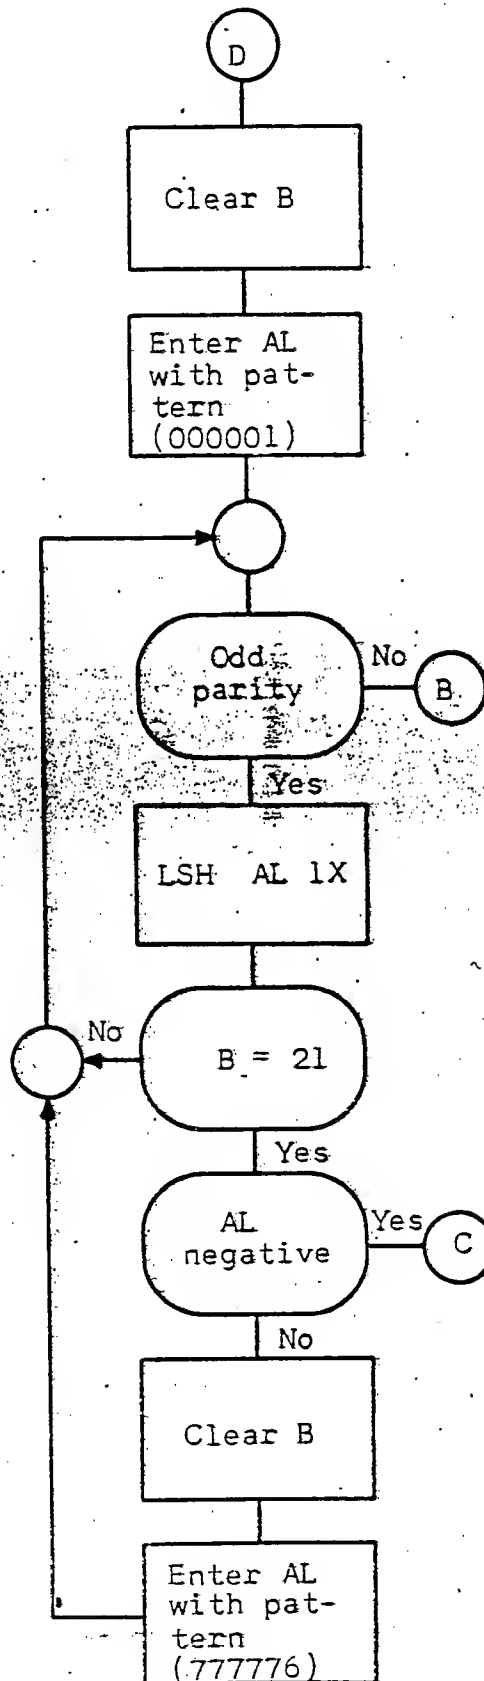 D
Clear B
Enter AL
with pat-
tern
(000001)
Odd
parity
No
B
Yes
LSH AL 1X
No
B = 21
Yes
AL
negative
Yes
C
No
Clear B
Enter AL
with pat-
tern
(777776)